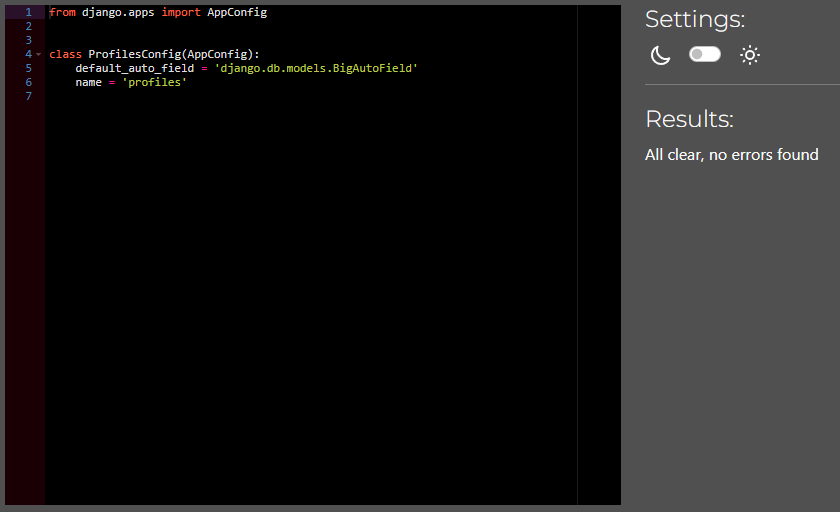 1 from django.apps import AppConfig
2
3
4 class ProfilesConfig(AppConfig):
5     default_auto_field = 'django.db.models.BigAutoField'
6     name = 'profiles'
7
Settings:
Results:
All clear, no errors found